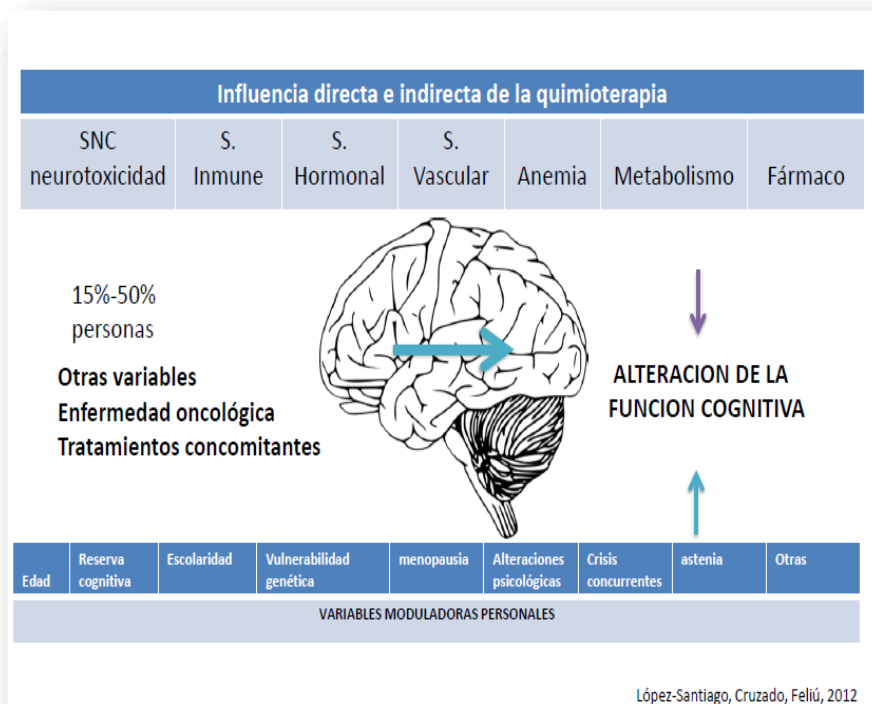 Influencia directa e indirecta de la quimioterapia
SNC neurotoxicidad
S. Inmune
S. Hormonal
S. Vascular
Anemia
Metabolismo
Fármaco
15%-50%
personas
Otras variables
Enfermedad oncológica
Tratamientos concomitantes
ALTERACION DE LA
FUNCION COGNITIVA
Edad
Reserva cognitiva
Escolaridad
Vulnerabilidad genética
menopausia
Alteraciones psicológicas
Crisis concurrentes
astenia
Otras
VARIABLES MODULADORAS PERSONALES
López-Santiago, Cruzado, Feliú, 2012